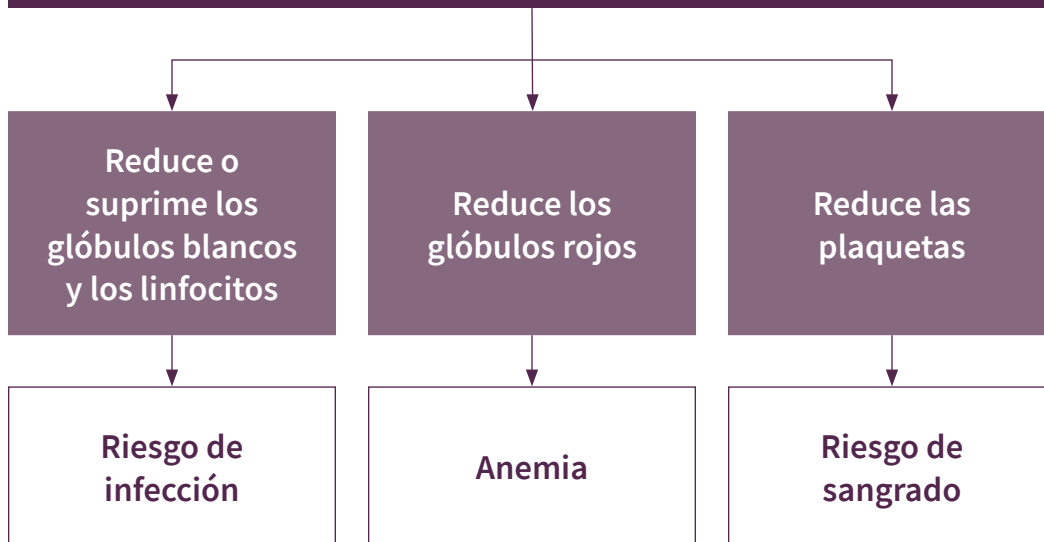 Reduce o
suprime los
glóbulos blancos
y los linfocitos
Reduce los
glóbulos rojos
Reduce las
plaquetas
Riesgo de
infección
Anemia
Riesgo de
sangrado